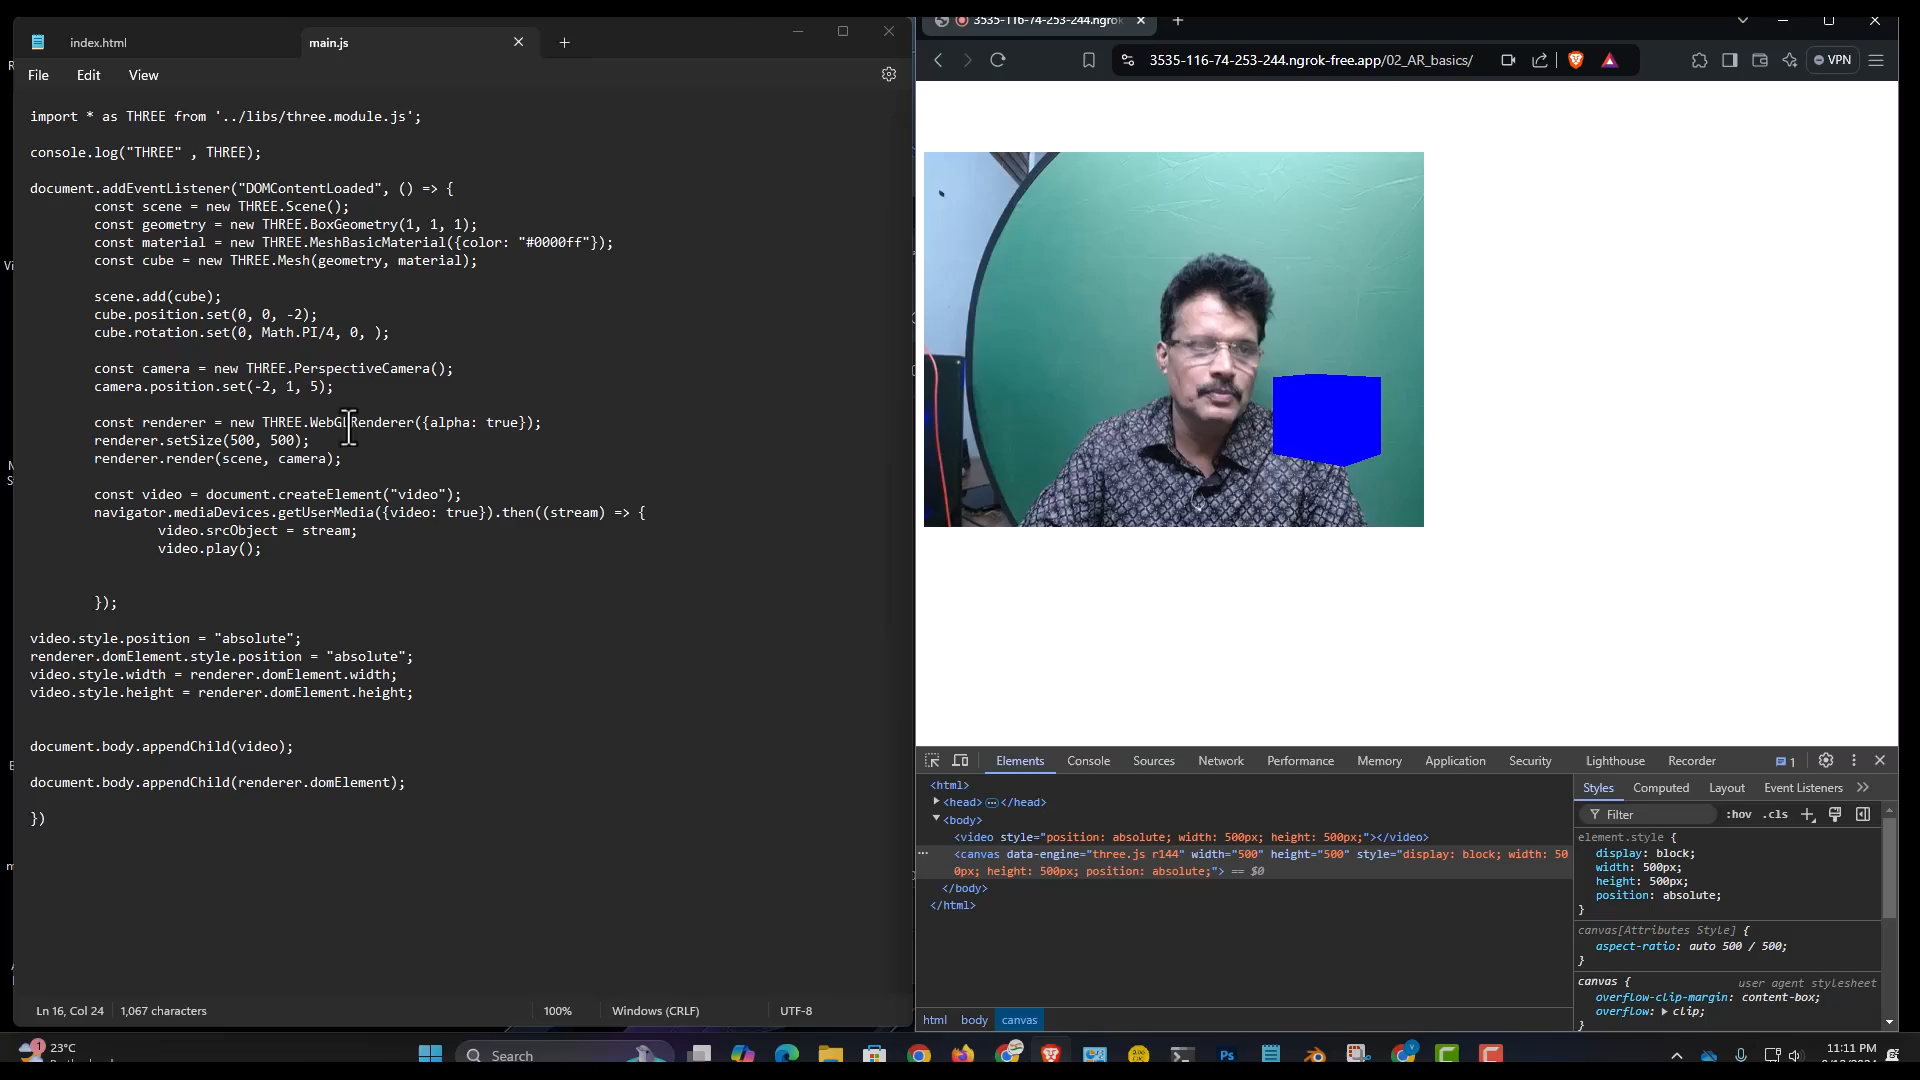 index.html
main.js
File
Edit
View
import * as THREE from '../libs/three.module.js';
console.log("THREE" , THREE);
document.addEventListener("DOMContentLoaded", () => {
const scene = new THREE.Scene();
const geometry = new THREE.BoxGeometry(1, 1, 1);
const material = new THREE.MeshBasicMaterial({color: "#0000ff"});
const cube = new THREE.Mesh(geometry, material);
scene.add(cube);
cube.position.set(0, 0, -2);
cube.rotation.set(0, Math.PI/4, 0, );
const camera = new THREE.PerspectiveCamera();
camera.position.set(-2, 1, 5);
const renderer = new THREE.WebGLRenderer({alpha: true});
renderer.setSize(500, 500);
renderer.render(scene, camera);
const video = document.createElement("video");
navigator.mediaDevices.getUserMedia({video: true}).then((stream) => {
video.srcObject = stream;
video.play();
});
video.style.position = "absolute";
renderer.domElement.style.position = "absolute";
video.style.width = renderer.domElement.width;
video.style.height = renderer.domElement.height;
document.body.appendChild(video);
document.body.appendChild(renderer.domElement);
})
Ln 16, Col 24
1,067 characters
100%
Windows (CRLF)
UTF-8
3535-116-74-253-244.ngrok
3535-116-74-253-244.ngrok-free.app/02_AR_basics/
VPN
Elements
Console
Sources
Network
Performance
Memory
Application
Security
Lighthouse
Recorder
1
<html>
<head> </head>
<body>
<video style="position: absolute; width: 500px; height: 500px;"></video>
<canvas data-engine="three.js r144" width="500" height="500" style="display: block; width: 50
0px; height: 500px; position: absolute;"> == $0
</body>
</html>
html
body
canvas
Styles
Computed
Layout
Event Listeners
Filter
:hov
.cls
element.style {
display: block;
width: 500px;
height: 500px;
position: absolute;
}
canvas[Attributes Style] {
aspect-ratio: auto 500 / 500;
}
canvas {
user agent stylesheet
overflow-clip-margin: content-box;
overflow: clip;
}
1
23°C
Search
11:11 PM